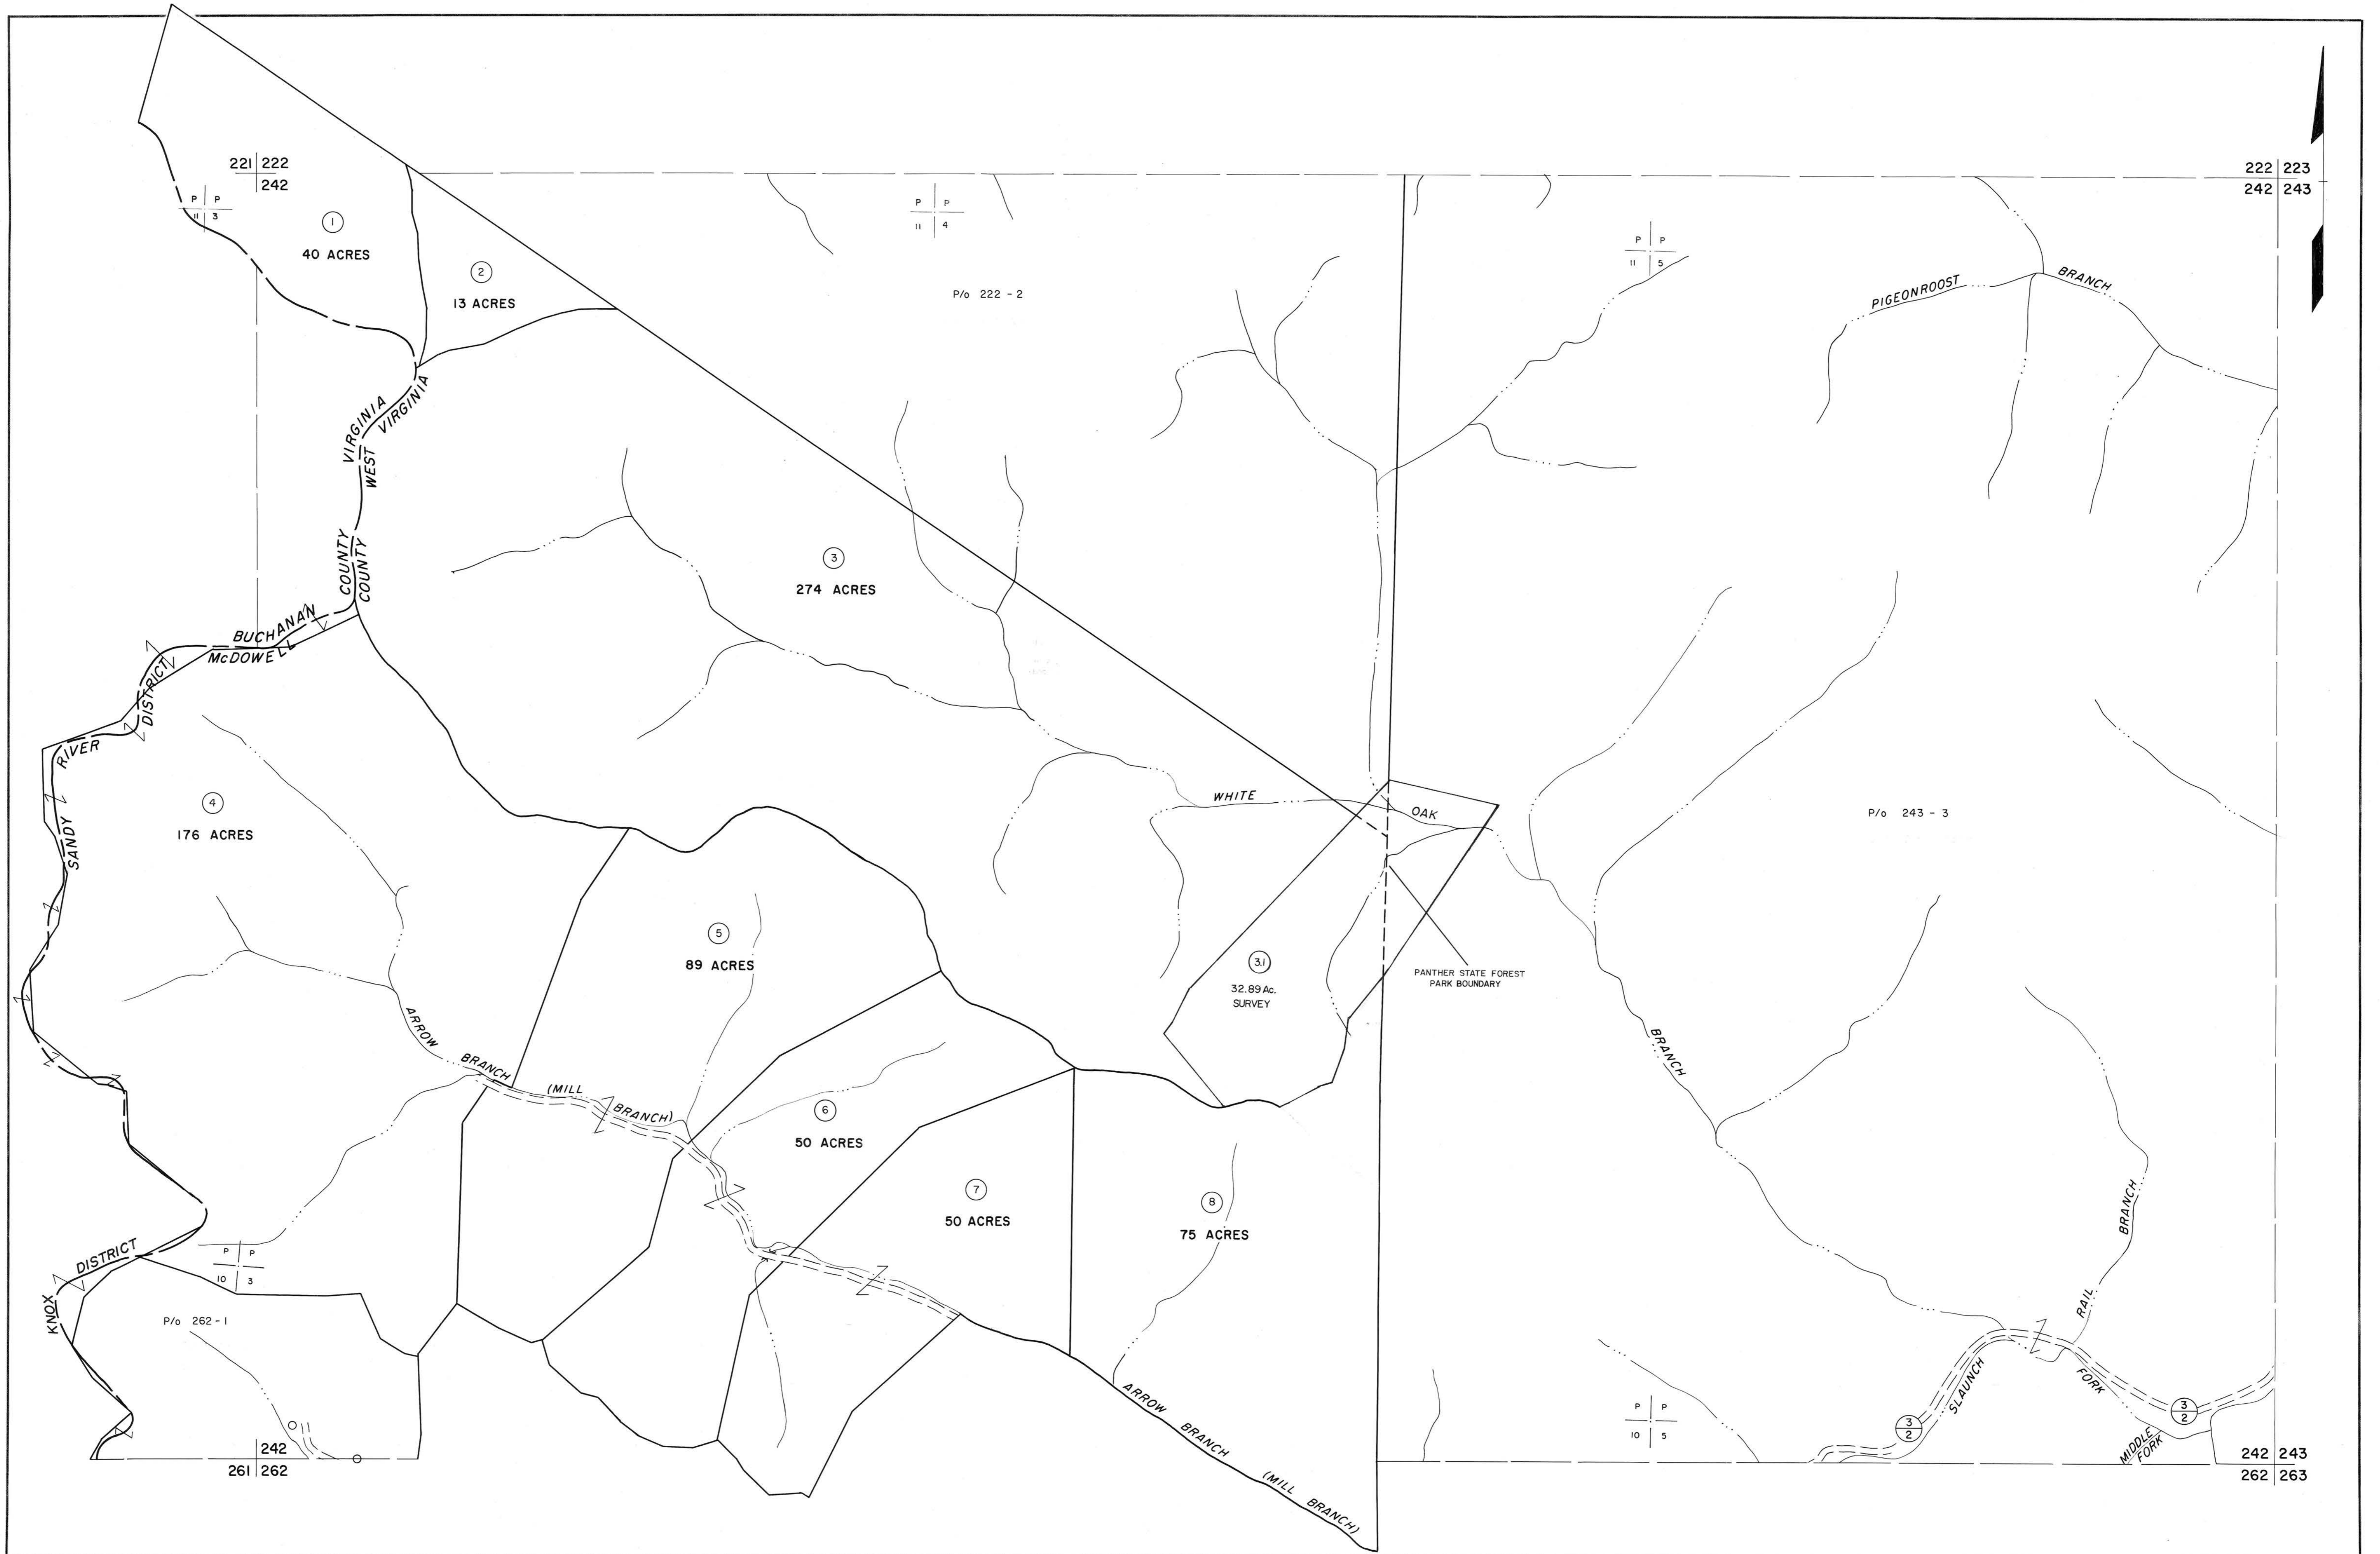 221 222
242
222 223
242 243
P P
11 3
1
40 ACRES
2
13 ACRES
P P
11 4
P/o 222 - 2
P P
11 5
PIGEONROOST BRANCH
VIRGINIA
WEST VIRGINIA
COUNTY
COUNTY
BUCHANAN
McDOWELL
3
274 ACRES
SANDY RIVER DISTRICT
4
176 ACRES
WHITE OAK BRANCH
P/o 243 - 3
5
89 ACRES
3.1
32.89 Ac.
SURVEY
PANTHER STATE FOREST
PARK BOUNDARY
ARROW BRANCH (MILL BRANCH)
6
50 ACRES
7
50 ACRES
8
75 ACRES
RAIL BRANCH
KNOX DISTRICT
P P
10 3
P/o 262 - 1
ARROW BRANCH (MILL BRANCH)
P P
10 5
SLAUNCH FORK
3
2
3
2
MIDDLE
FORK
242
261 262
242 243
262 263